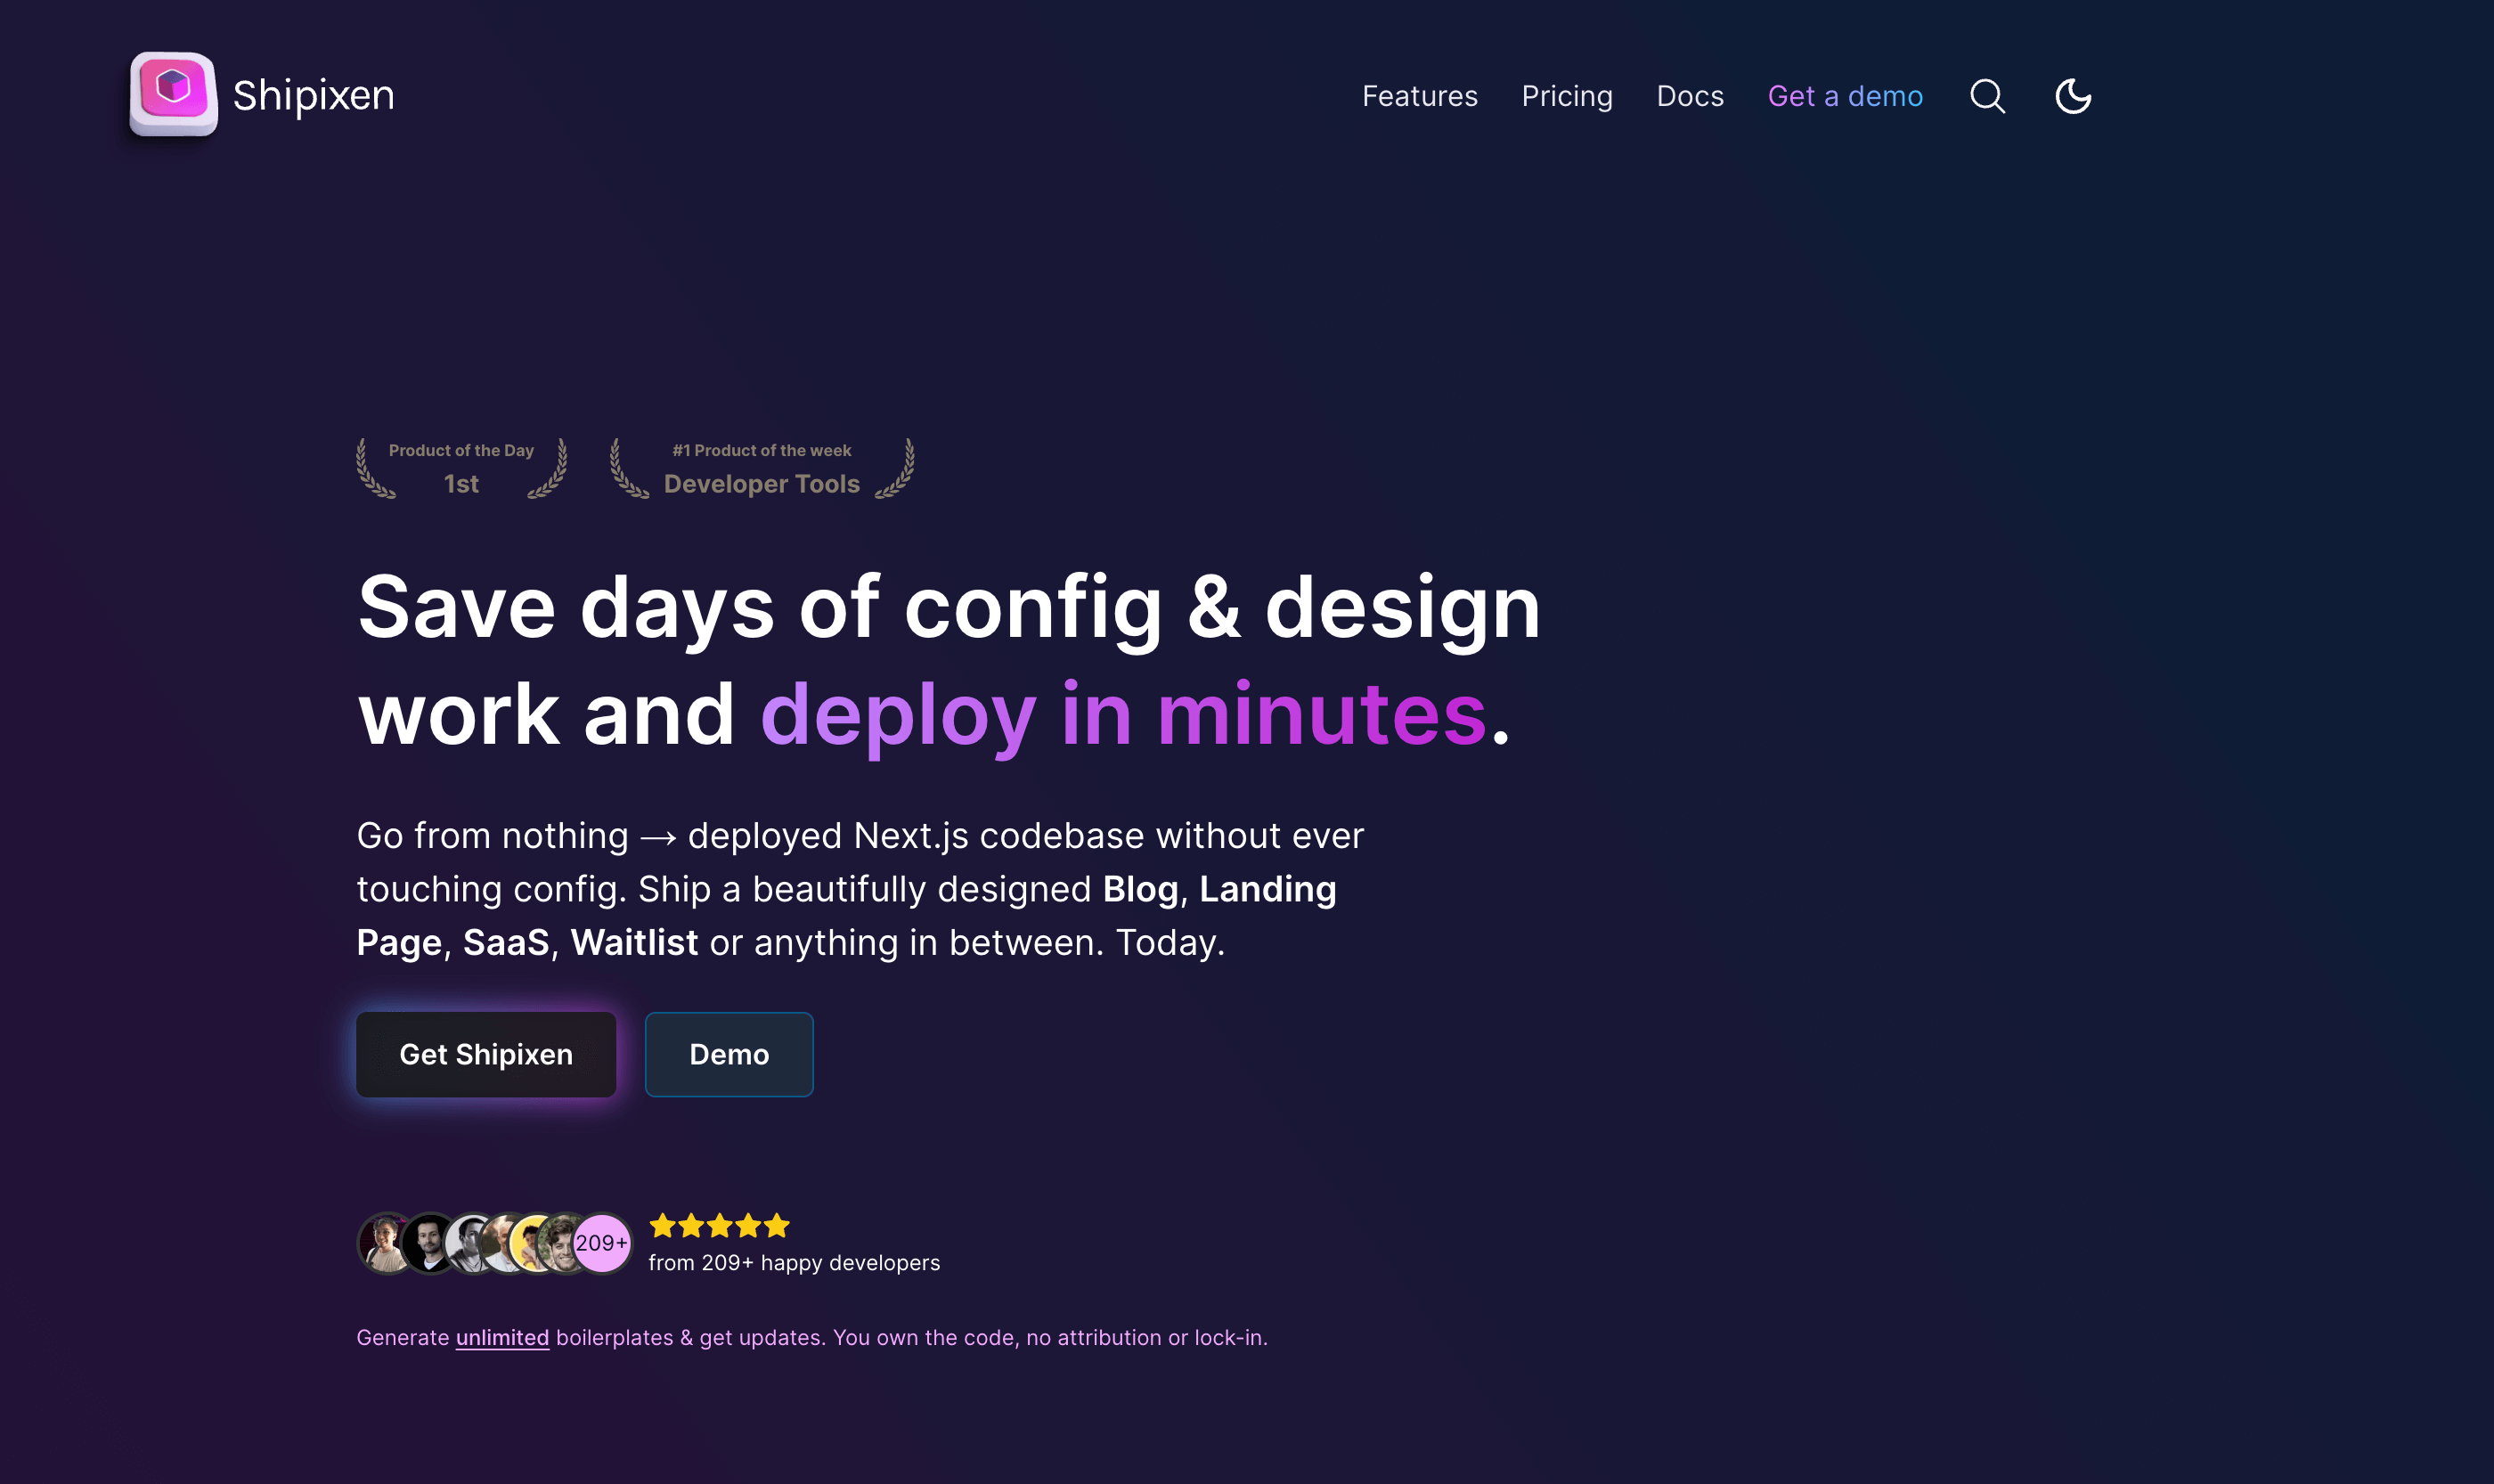 Shipixen
Features Pricing Docs Get a demo
Product of the Day
1st
#1 Product of the week
Developer Tools
Save days of config & design
work and deploy in minutes.
Go from nothing → deployed Next.js codebase without ever
touching config. Ship a beautifully designed Blog, Landing
Page, SaaS, Waitlist or anything in between. Today.
Get Shipixen
Demo
209+
from 209+ happy developers
Generate unlimited boilerplates & get updates. You own the code, no attribution or lock-in.